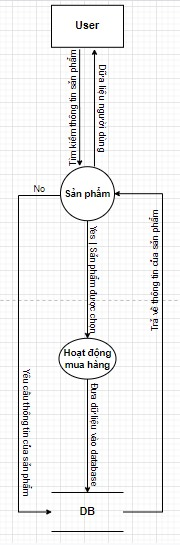 User
Tìm kiếm thông tin sản phẩm
Đữa liệu người dùng
Sản phẩm
No
Yes | Sản phẩm được chọn
Trả về thông tin của sản phẩm
Hoạt động
mua hàng
Yêu cầu thông tin của sản phẩm
Đưa dữ liệu vào database
DB